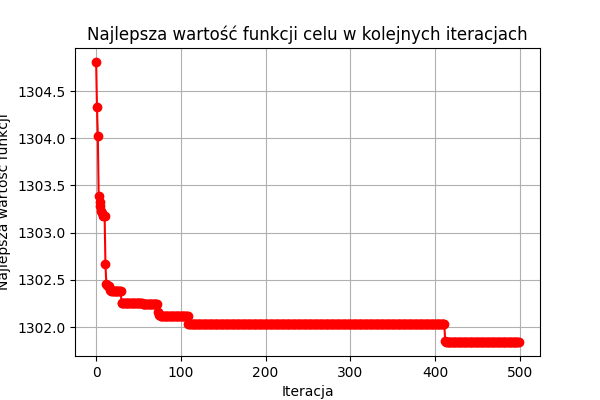 Najlepsza wartość funkcji celu w kolejnych iteracjach
Najlepsza wartość funkcji
1304.5
1304.0
1303.5
1303.0
1302.5
1302.0
0 100 200 300 400 500
Iteracja